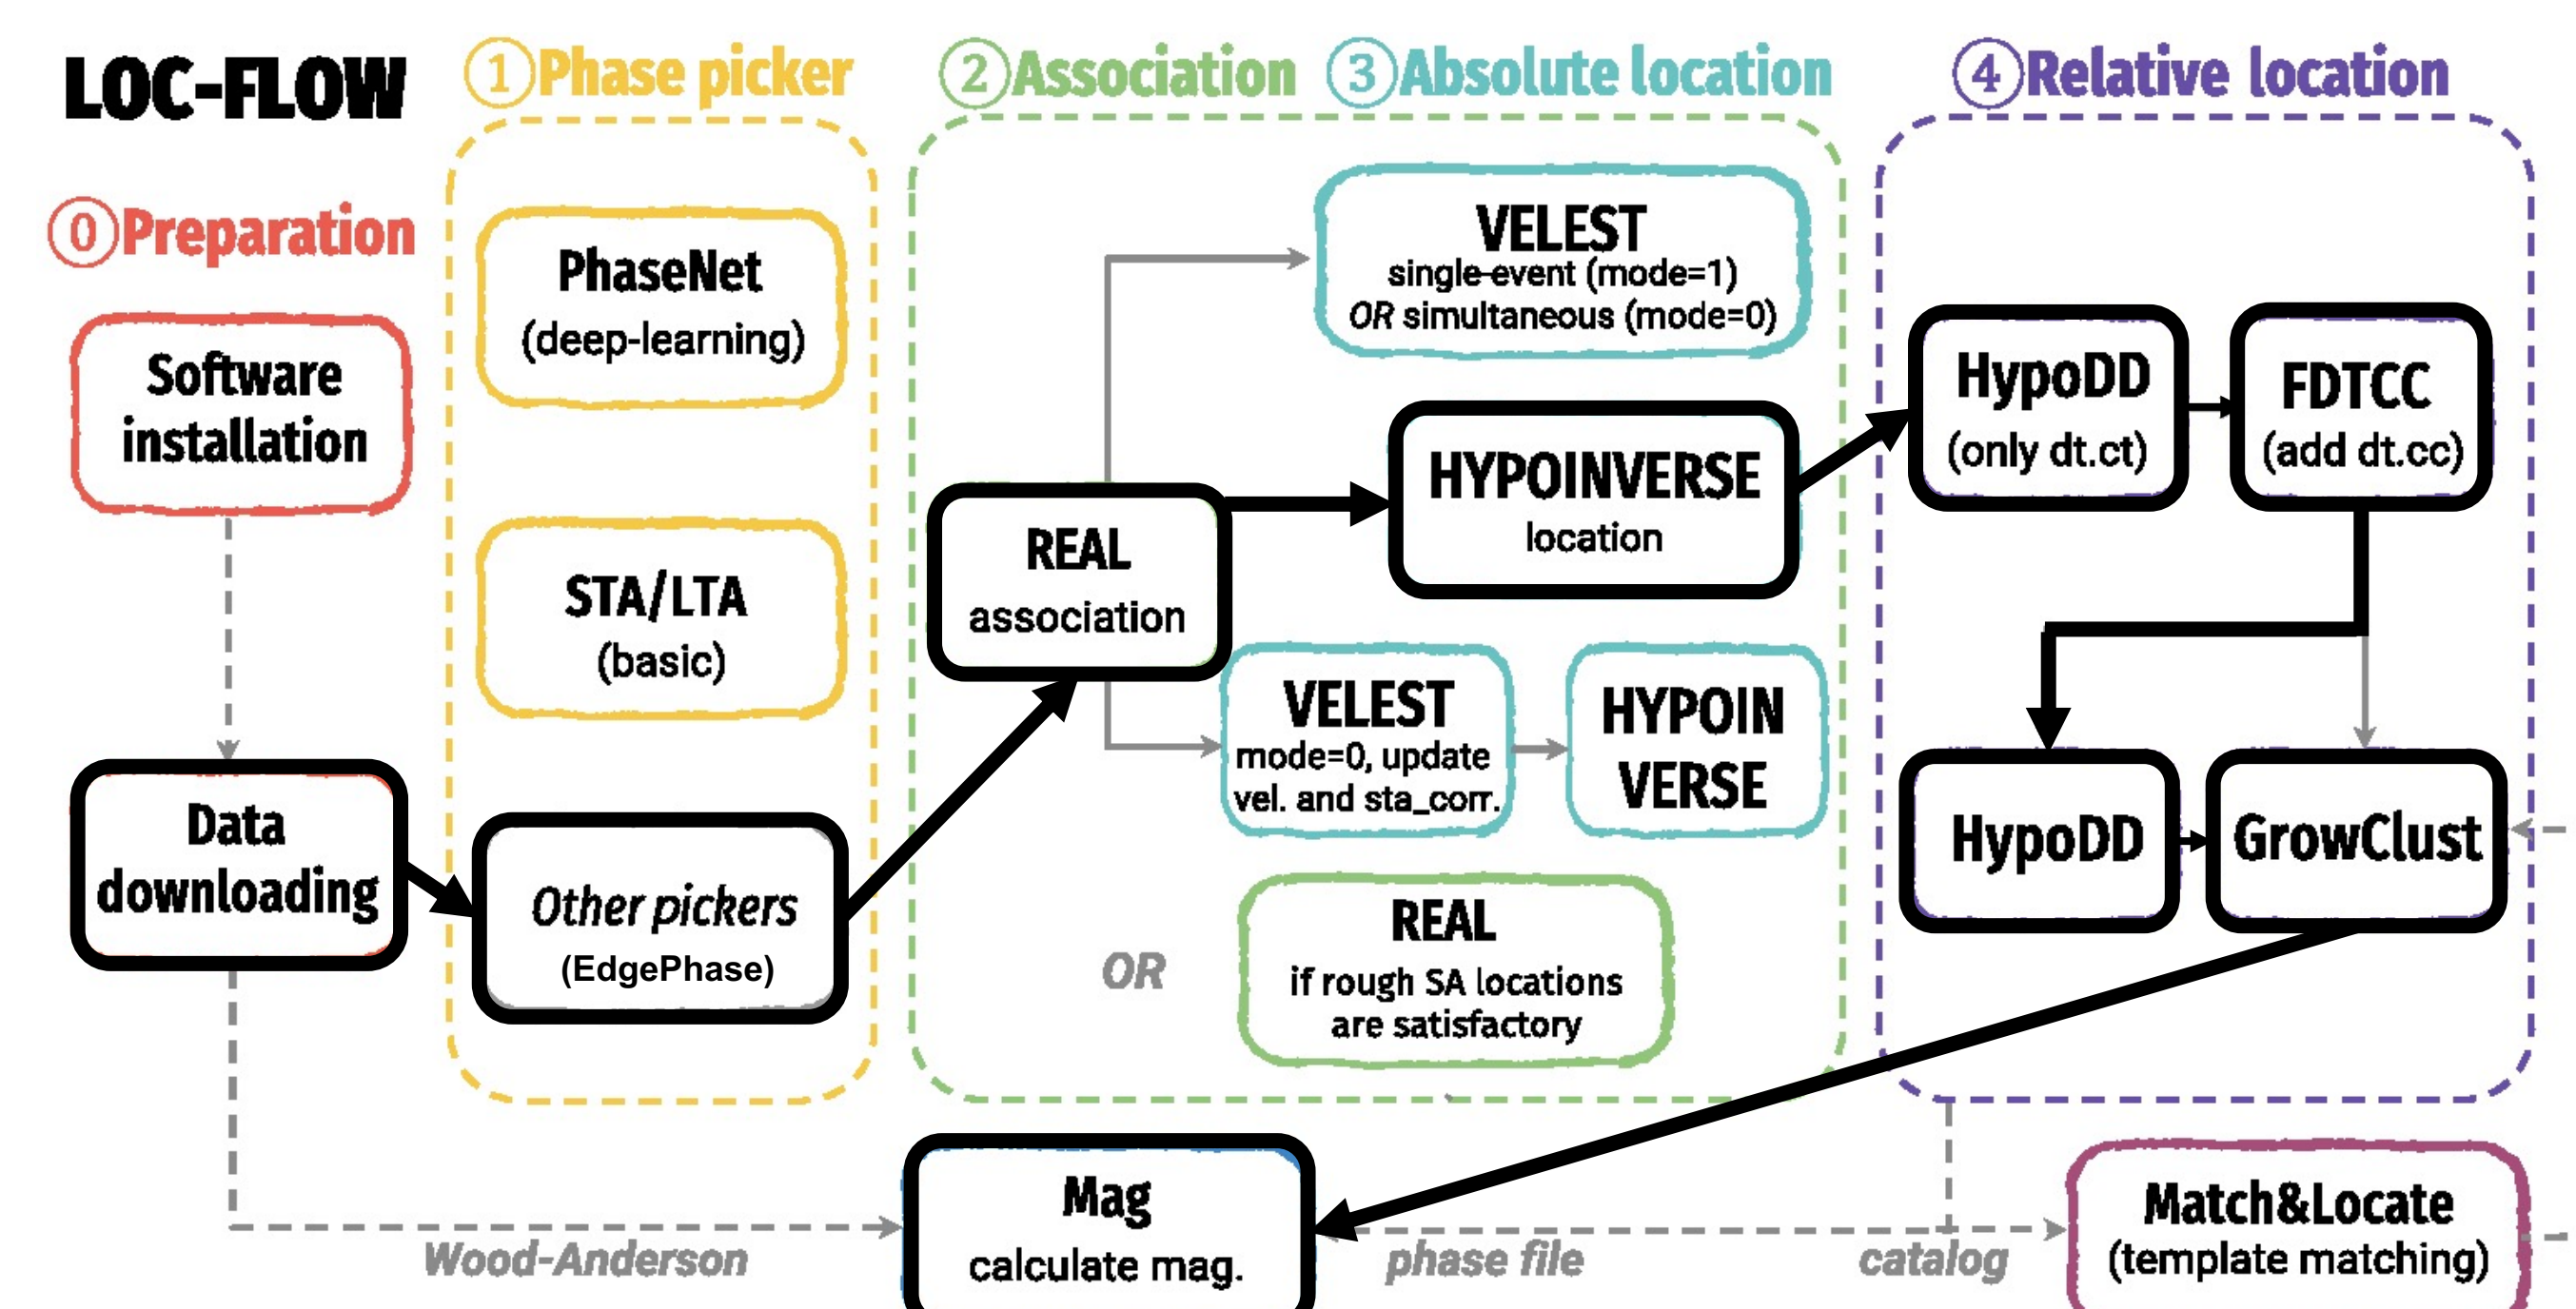 LOC-FLOW
⓪Preparation
Software
installation
Data
downloading
①Phase picker
PhaseNet
(deep-learning)
STA/LTA
(basic)
Other pickers
(EdgePhase)
②Association
③Absolute location
VELEST
single-event (mode=1)
OR simultaneous (mode=0)
REAL
association
HYPOINVERSE
location
VELEST
mode=0, update
vel. and sta_corr.
HYPOIN
VERSE
OR
REAL
if rough SA locations
are satisfactory
④Relative location
HypoDD
(only dt.ct)
FDTCC
(add dt.cc)
HypoDD
GrowClust
Wood-Anderson
Mag
calculate mag.
phase file
catalog
Match&Locate
(template matching)